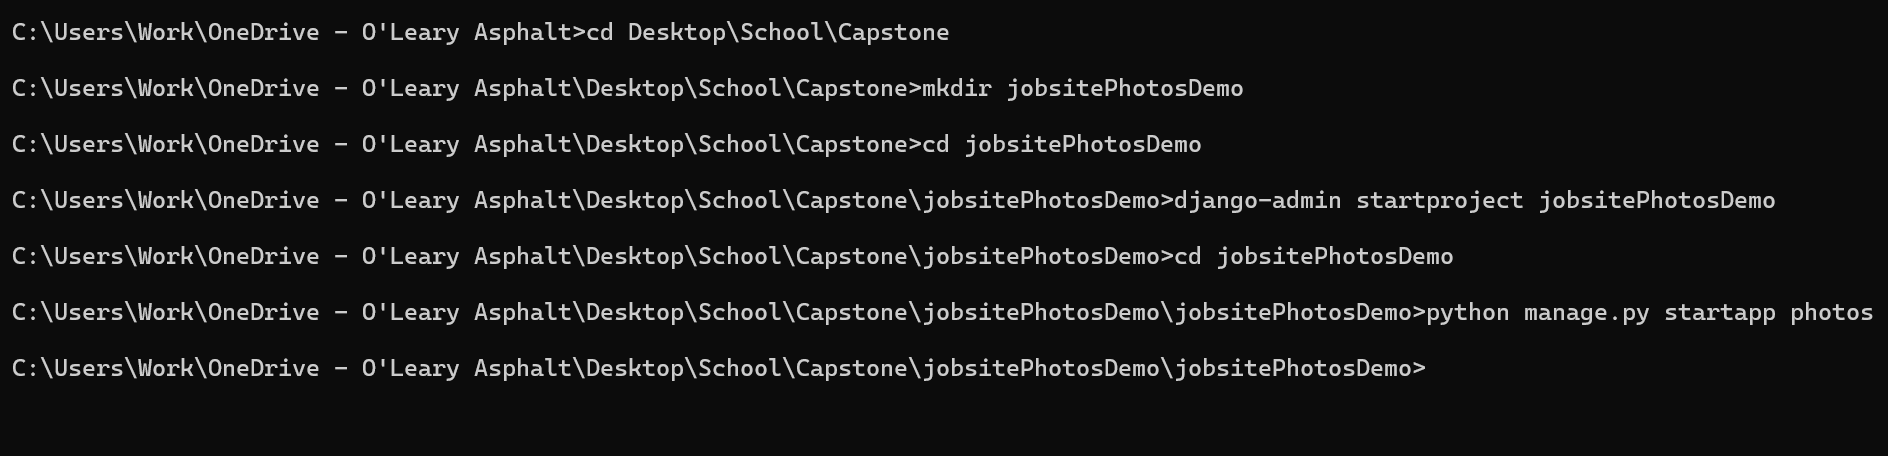 C:\Users\Work\OneDrive - O'Leary Asphalt>cd Desktop\School\Capstone
C:\Users\Work\OneDrive - O'Leary Asphalt\Desktop\School\Capstone>mkdir jobsitePhotosDemo
C:\Users\Work\OneDrive - O'Leary Asphalt\Desktop\School\Capstone>cd jobsitePhotosDemo
C:\Users\Work\OneDrive - O'Leary Asphalt\Desktop\School\Capstone\jobsitePhotosDemo>django-admin startproject jobsitePhotosDemo
C:\Users\Work\OneDrive - O'Leary Asphalt\Desktop\School\Capstone\jobsitePhotosDemo>cd jobsitePhotosDemo
C:\Users\Work\OneDrive - O'Leary Asphalt\Desktop\School\Capstone\jobsitePhotosDemo\jobsitePhotosDemo>python manage.py startapp photos
C:\Users\Work\OneDrive - O'Leary Asphalt\Desktop\School\Capstone\jobsitePhotosDemo\jobsitePhotosDemo>